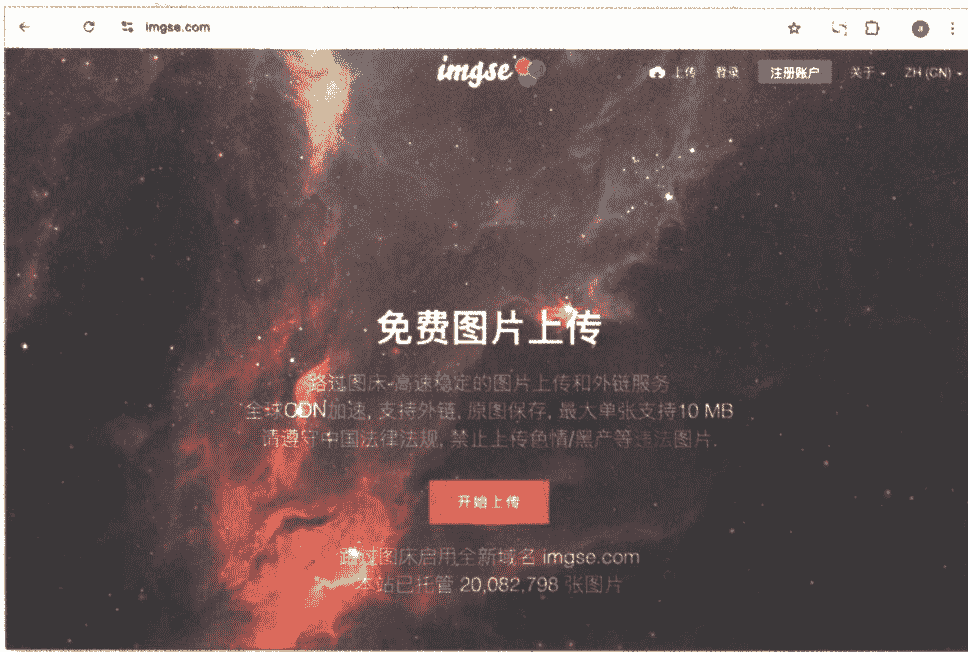 imgse.com
imgse
上传 登录 注册账户 关于 ZH (CN)
免费图片上传
路过图床-高速稳定的图片上传和外链服务
全球CDN加速, 支持外链, 原图保存, 最大单张支持10 MB
请遵守中国法律法规, 禁止上传色情/黑产等违法图片.
开始上传
路过图床启用全新域名 imgse.com
本站已托管 20,082,798 张图片